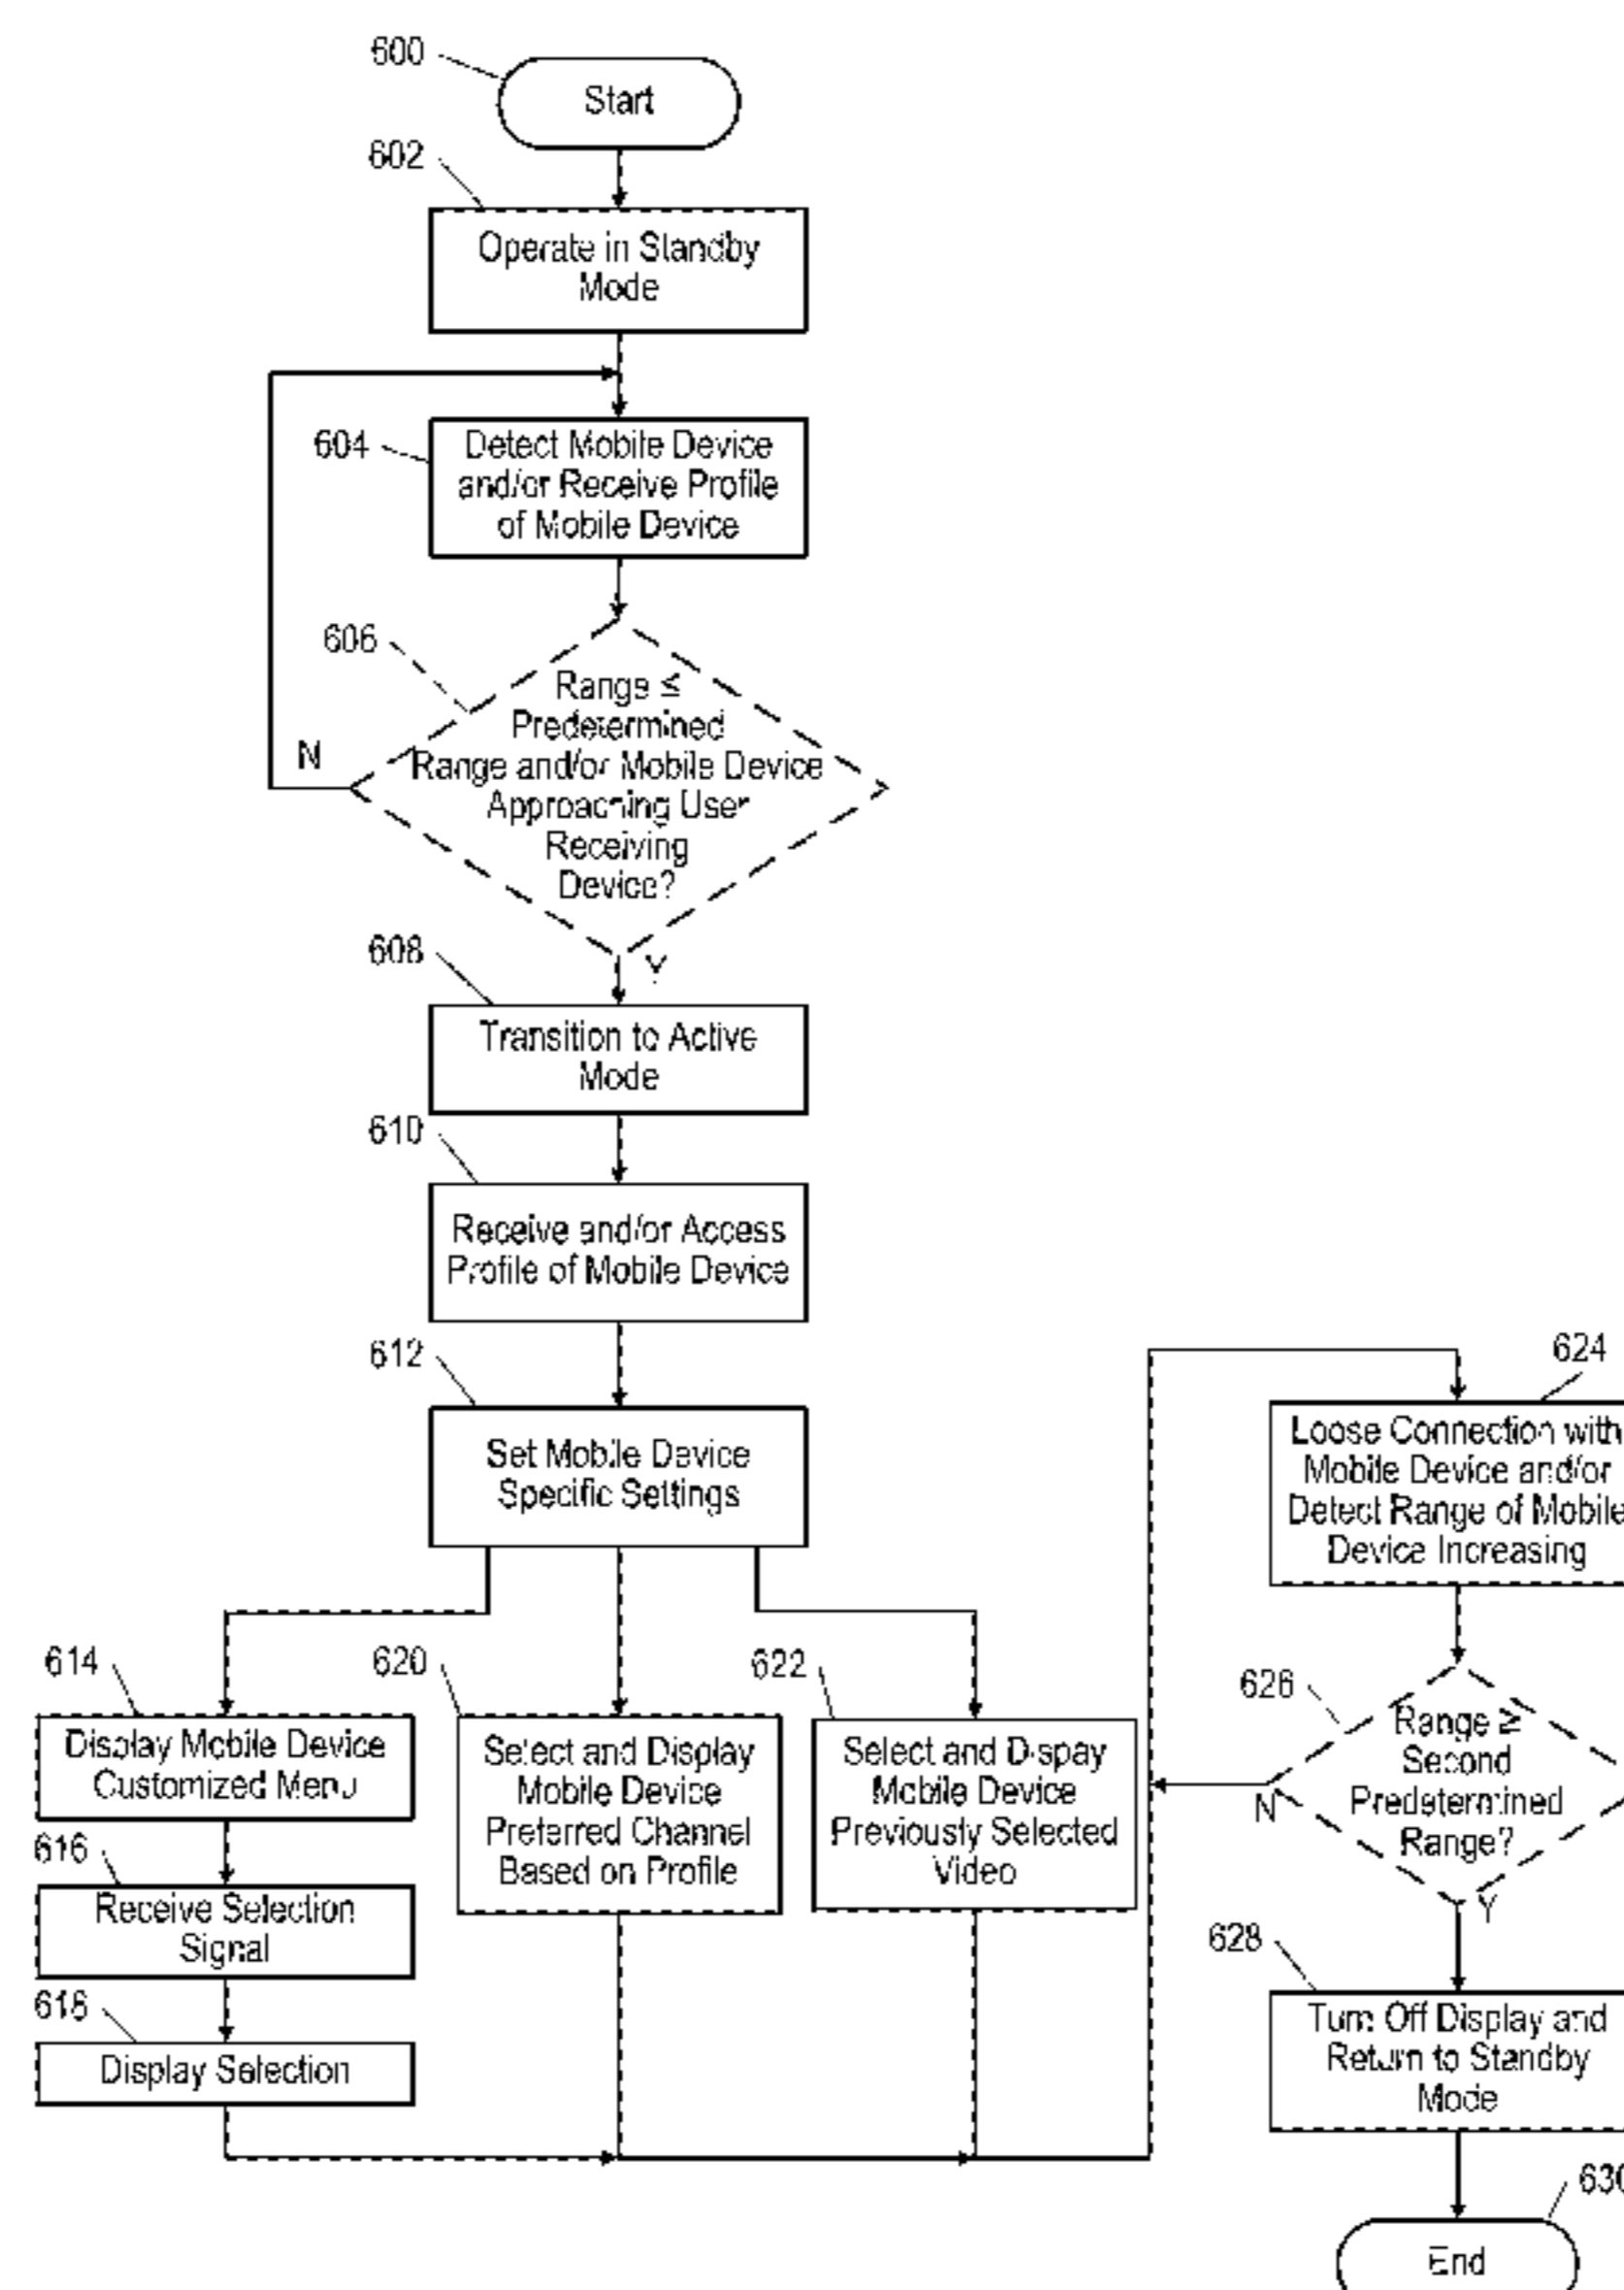 600
Start
602
Operate in Standby
Mode
604
Detect Mobile Device
and/or Receive Profile
of Mobile Device
606
Range ≤
Predetermined
Range and/or Mobile Device
Approaching User
Receiving
Device?
N
Y
608
Transition to Active
Mode
610
Receive and/or Access
Profile of Mobile Device
612
Set Mobile Device
Specific Settings
614
Display Mobile Device
Customized Menu
616
Receive Selection
Signal
618
Display Selection
620
Select and Display
Mobile Device
Preferred Channel
Based on Profile
622
Select and Dispay
Mobile Device
Previously Selected
Video
624
Loose Connection with
Mobile Device and/or
Detect Range of Mobile
Device Increasing
626
Range ≥
Second
Predetermined
Range?
N
Y
628
Turn Off Display and
Return to Standby
Mode
630
End